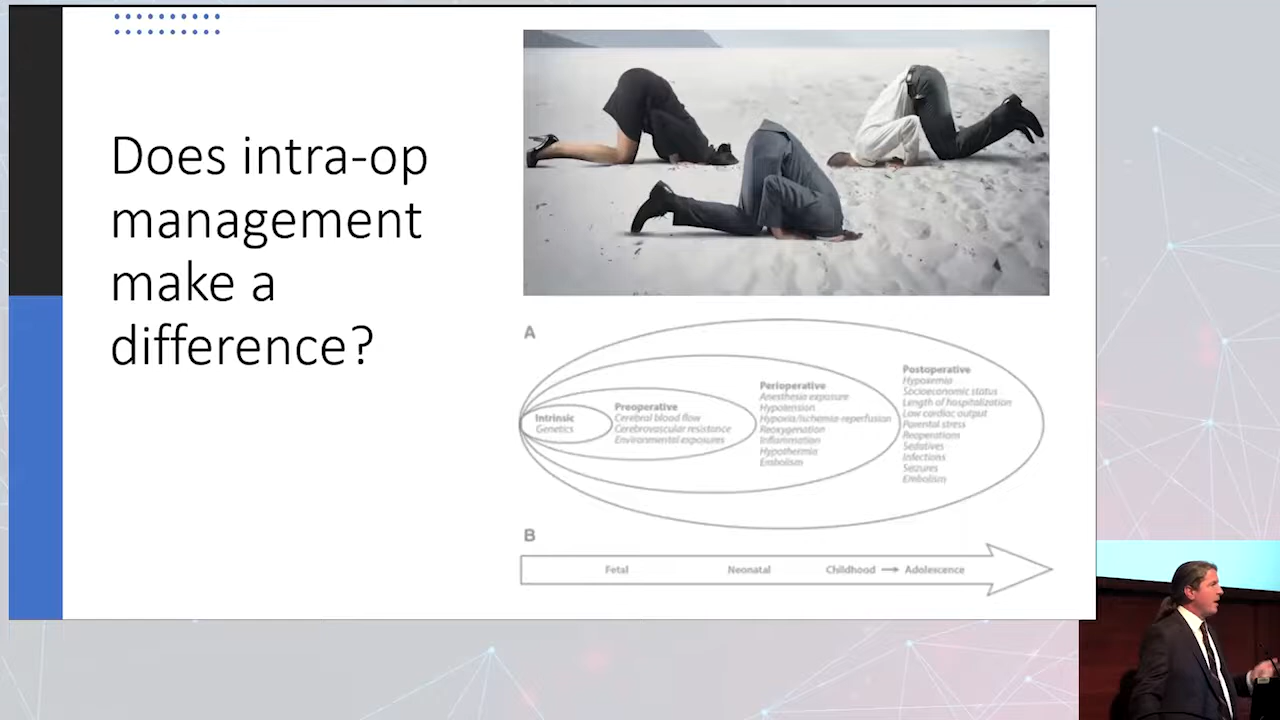 Does intra-op
management
make a
difference?
A
Intrinsic
Genetics
Preoperative
Cerebral blood flow
Cerebrovascular resistance
Environmental exposures
Perioperative
Anesthesia exposure
Hypotension
Hypoxia/ischemia-reperfusion
Reoxygenation
Inflammation
Hypothermia
Embolism
Postoperative
Hypoxemia
Socioeconomic status
Length of hospitalization
Low cardiac output
Parental stress
Reoperations
Sedatives
Infections
Seizures
Embolism
B
Fetal
Neonatal
Childhood → Adolescence